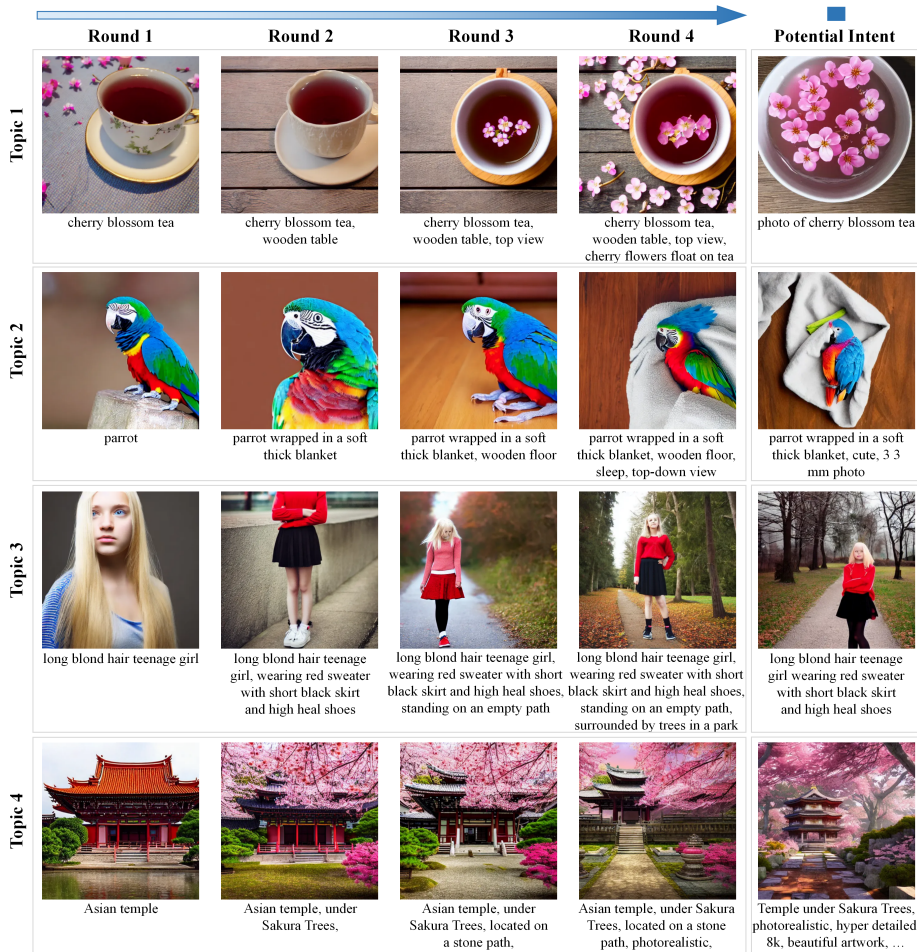 Round 1
Round 2
Round 3
Round 4
Potential Intent
Topic 1
cherry blossom tea
cherry blossom tea,
wooden table
cherry blossom tea,
wooden table, top view
cherry blossom tea,
wooden table, top view,
cherry flowers float on tea
photo of cherry blossom tea
Topic 2
parrot
parrot wrapped in a soft
thick blanket
parrot wrapped in a soft
thick blanket, wooden floor
parrot wrapped in a soft
thick blanket, wooden floor,
sleep, top-down view
parrot wrapped in a soft
thick blanket, cute, 3 3
mm photo
Topic 3
long blond hair teenage girl
long blond hair teenage
girl, wearing red sweater
with short black skirt
and high heal shoes
long blond hair teenage girl,
wearing red sweater with short
black skirt and high heal shoes,
standing on an empty path
long blond hair teenage girl,
wearing red sweater with short
black skirt and high heal shoes,
standing on an empty path,
surrounded by trees in a park
long blond hair teenage
girl wearing red sweater
with short black skirt
and high heal shoes
Topic 4
Asian temple
Asian temple, under
Sakura Trees,
Asian temple, under
Sakura Trees, located on
a stone path,
Asian temple, under Sakura
Trees, located on a stone
path, photorealistic,
Temple under Sakura Trees,
photorealistic, hyper detailed
8k, beautiful artwork, …